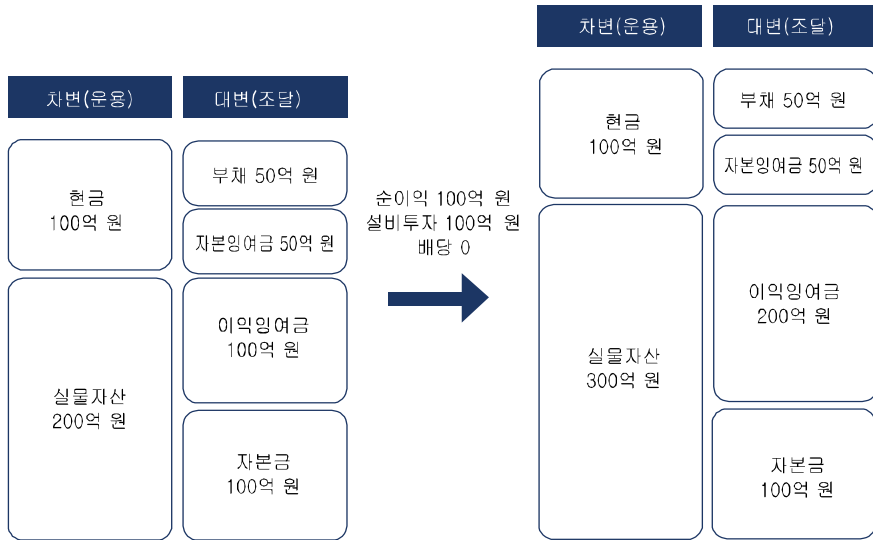 차변(운용)
대변(조달)
현금
100억 원
부채 50억 원
자본잉여금 50억 원
이익잉여금
100억 원
실물자산
200억 원
자본금
100억 원
순이익 100억 원
설비투자 100억 원
배당 0
차변(운용)
대변(조달)
현금
100억 원
부채 50억 원
자본잉여금 50억 원
이익잉여금
200억 원
실물자산
300억 원
자본금
100억 원